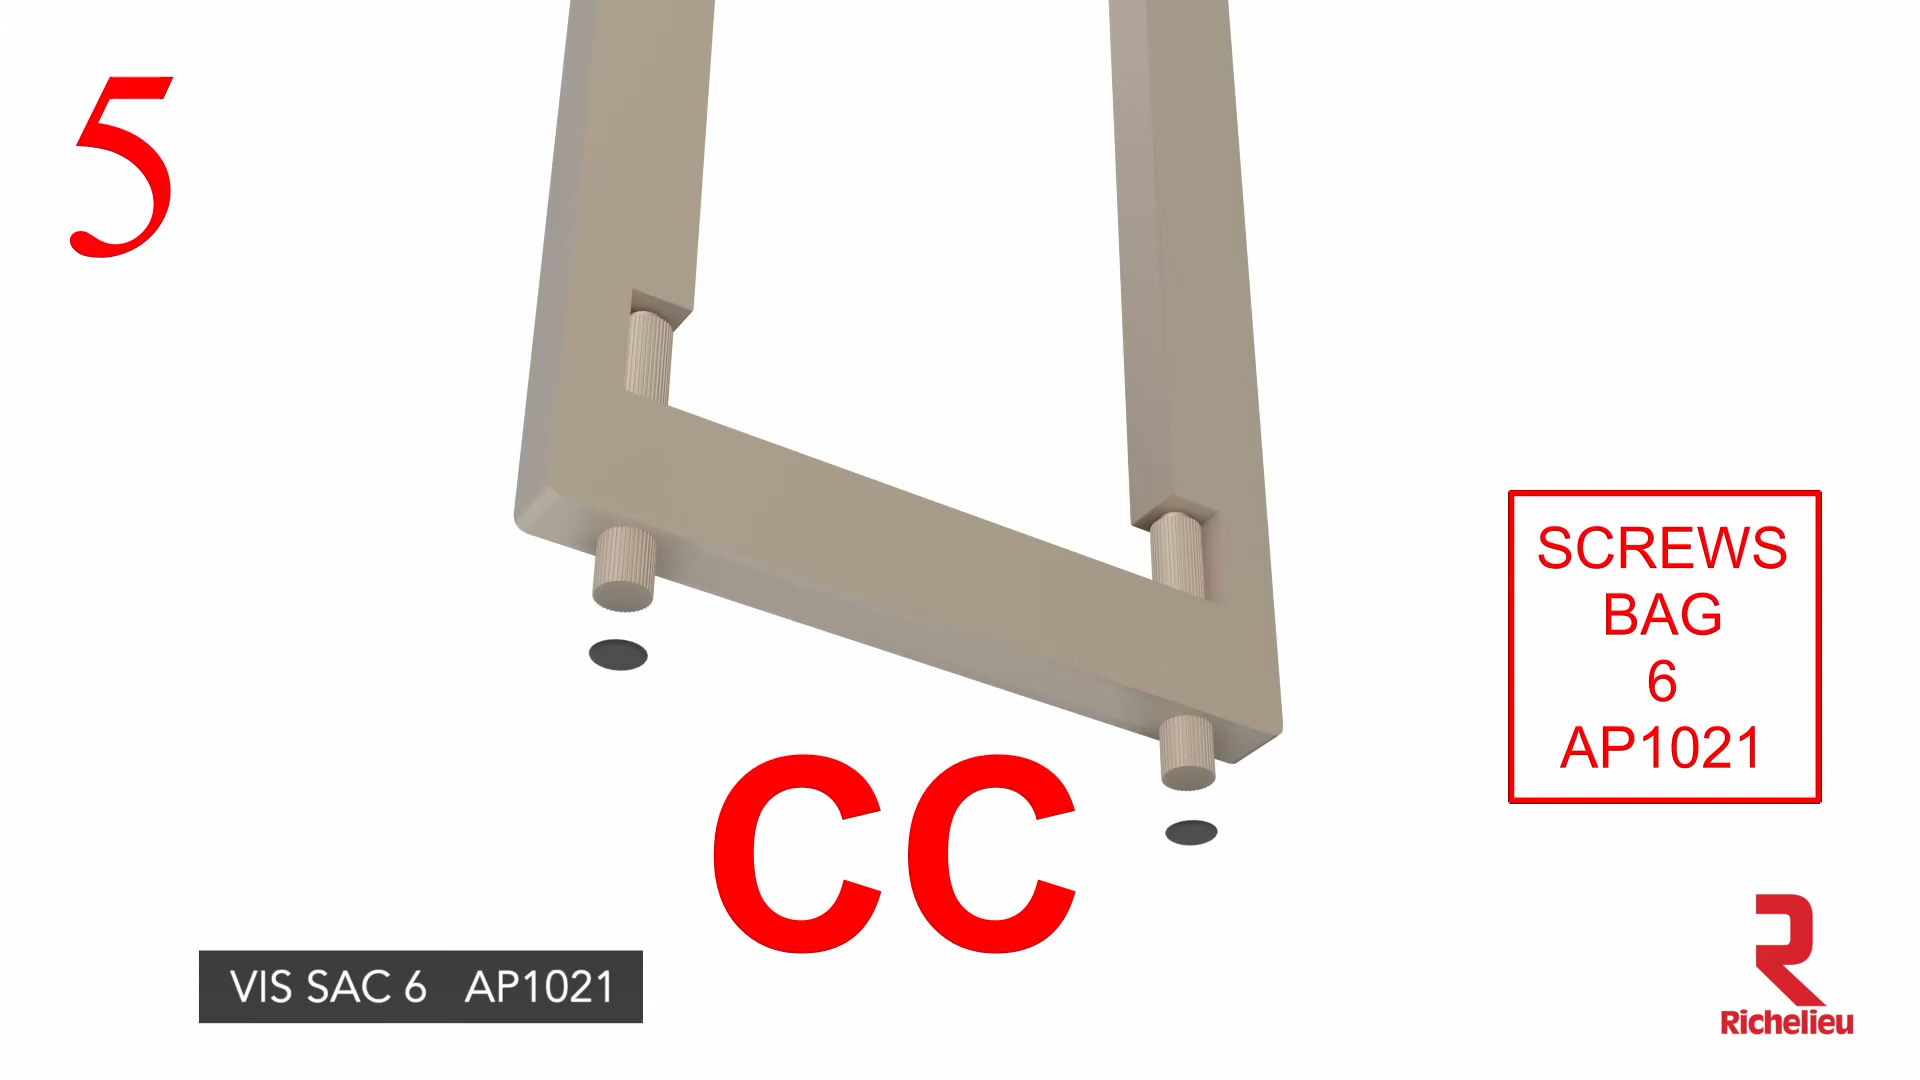 5
SCREWS
BAG
6
AP1021
CC
VIS SAC 6 AP1021
Richelieu